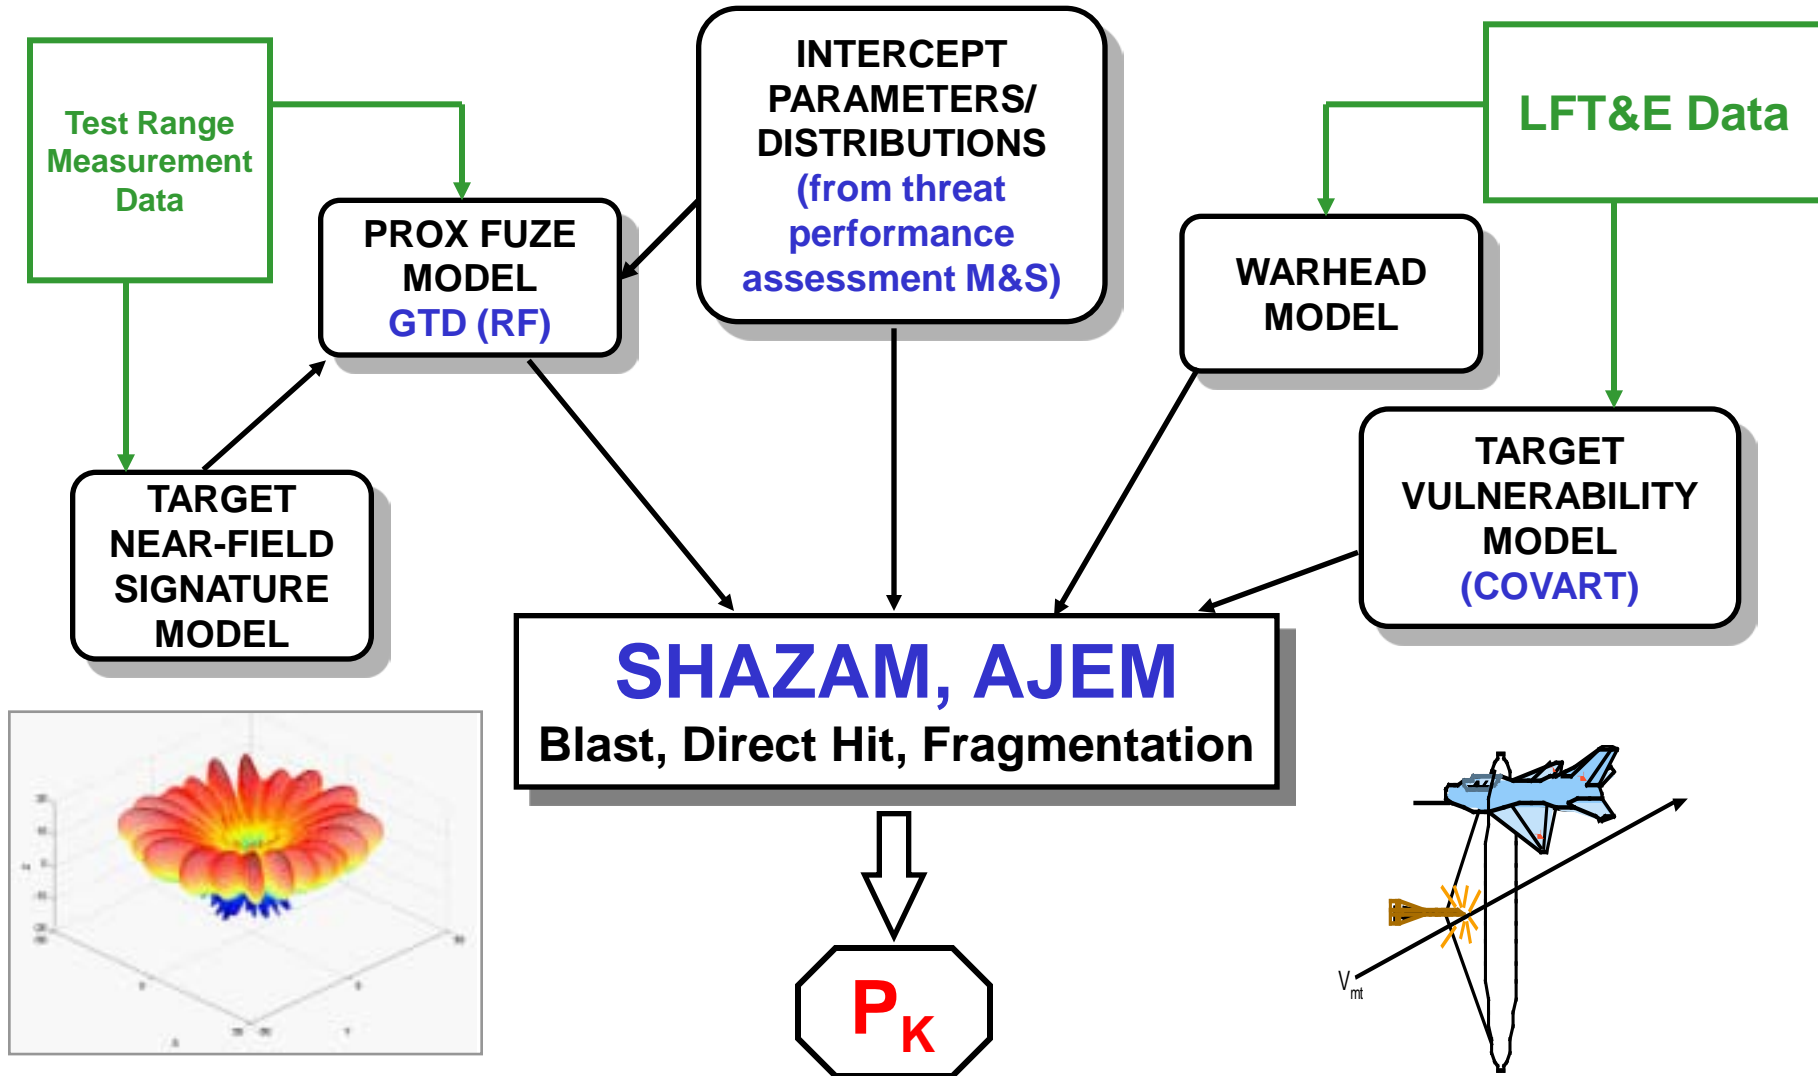 Test Range
Measurement
Data
INTERCEPT
PARAMETERS/
DISTRIBUTIONS
(from threat
performance
assessment M&S)
LFT&E Data
PROX FUZE
MODEL
GTD (RF)
WARHEAD
MODEL
TARGET
NEAR-FIELD
SIGNATURE
MODEL
TARGET
VULNERABILITY
MODEL
(COVART)
SHAZAM, AJEM
Blast, Direct Hit, Fragmentation
PK
Vmt